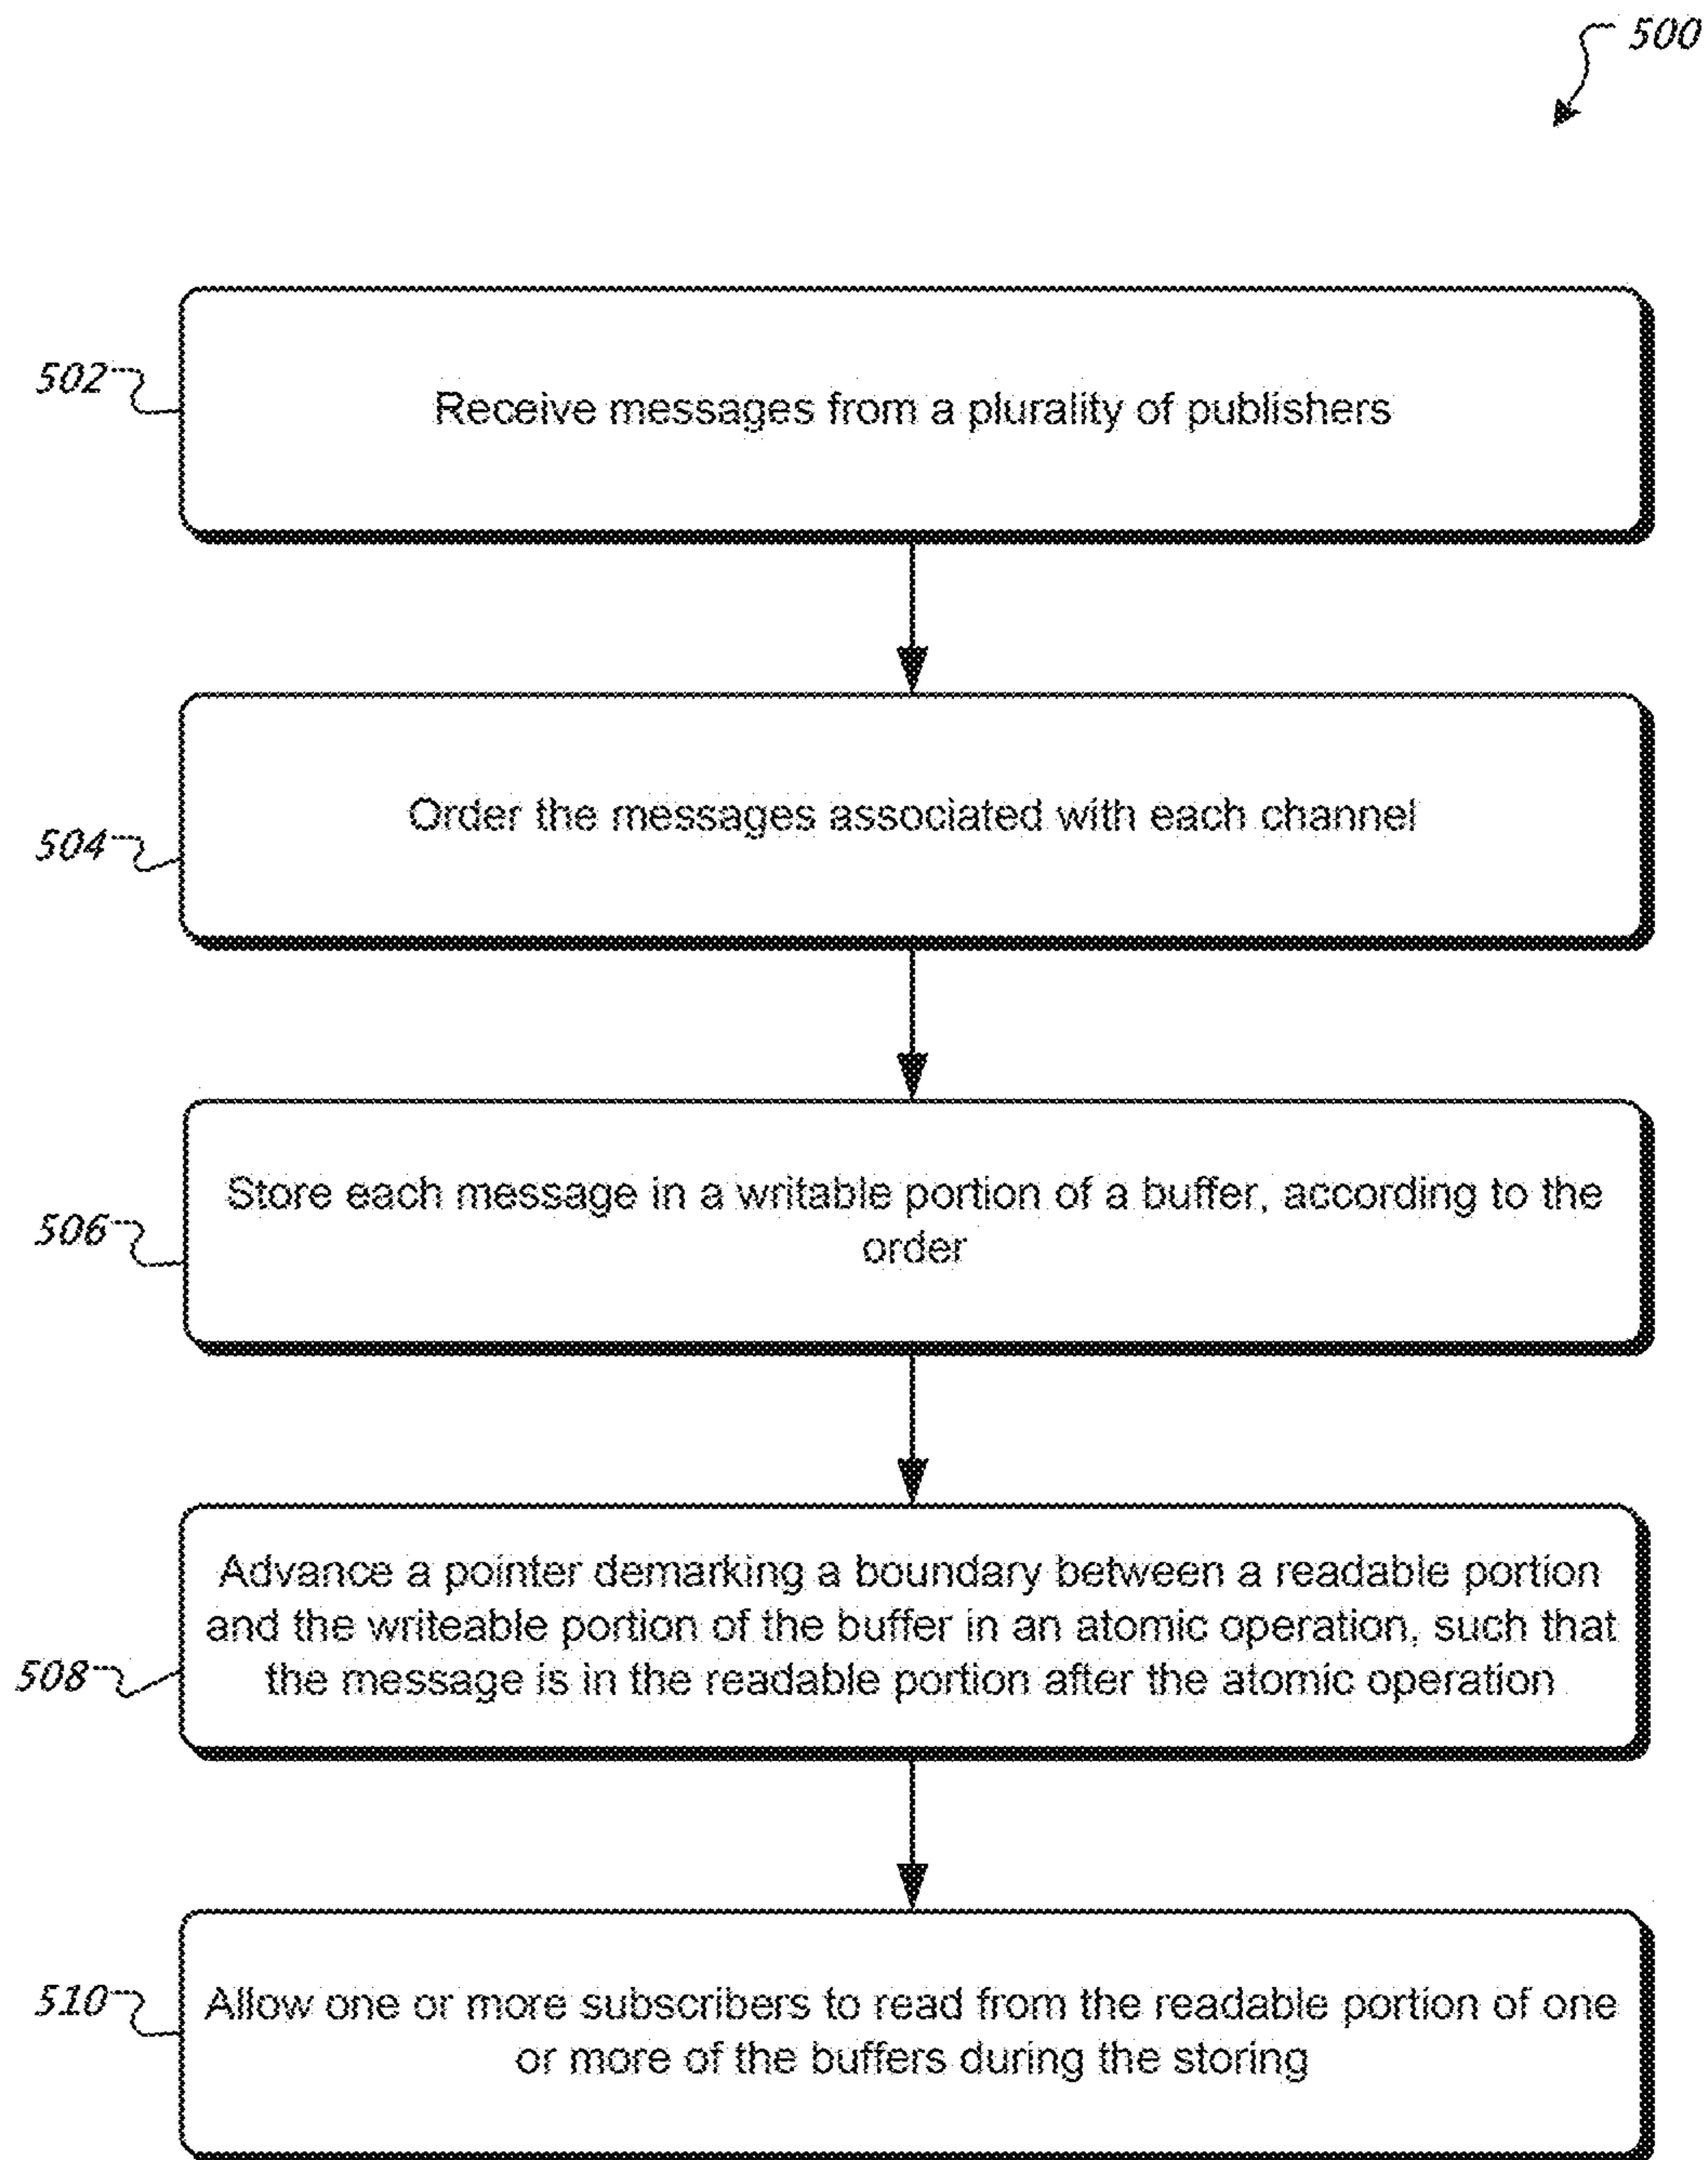 500
502
Receive messages from a plurality of publishers
504
Order the messages associated with each channel
506
Store each message in a writable portion of a buffer, according to the
order
508
Advance a pointer demarking a boundary between a readable portion
and the writeable portion of the buffer in an atomic operation, such that
the message is in the readable portion after the atomic operation
510
Allow one or more subscribers to read from the readable portion of one
or more of the buffers during the storing